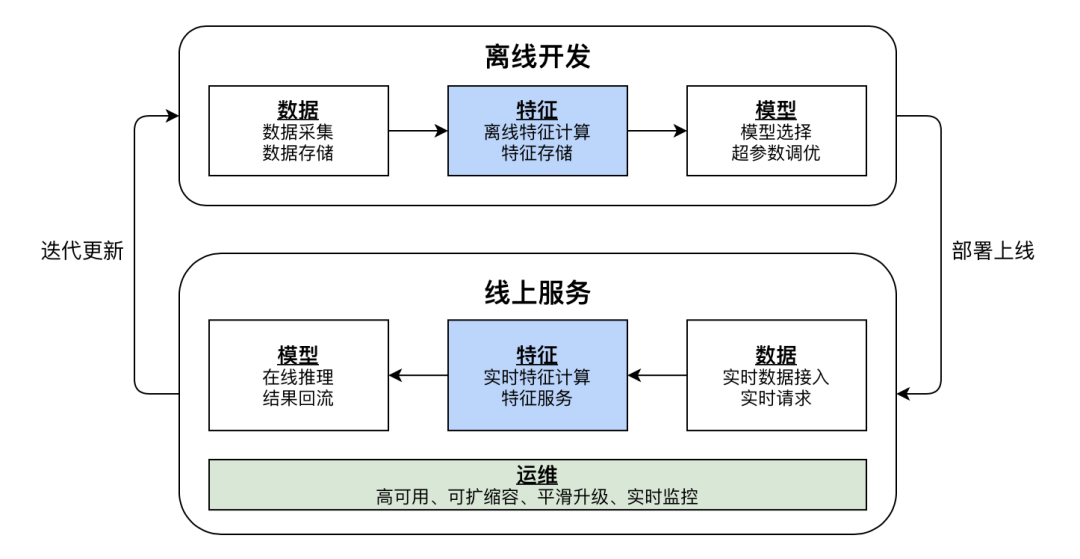 离线开发
数据
数据采集
数据存储
特征
离线特征计算
特征存储
模型
模型选择
超参数调优
迭代更新
部署上线
线上服务
模型
在线推理
结果回流
特征
实时特征计算
特征服务
数据
实时数据接入
实时请求
运维
高可用、可扩缩容、平滑升级、实时监控